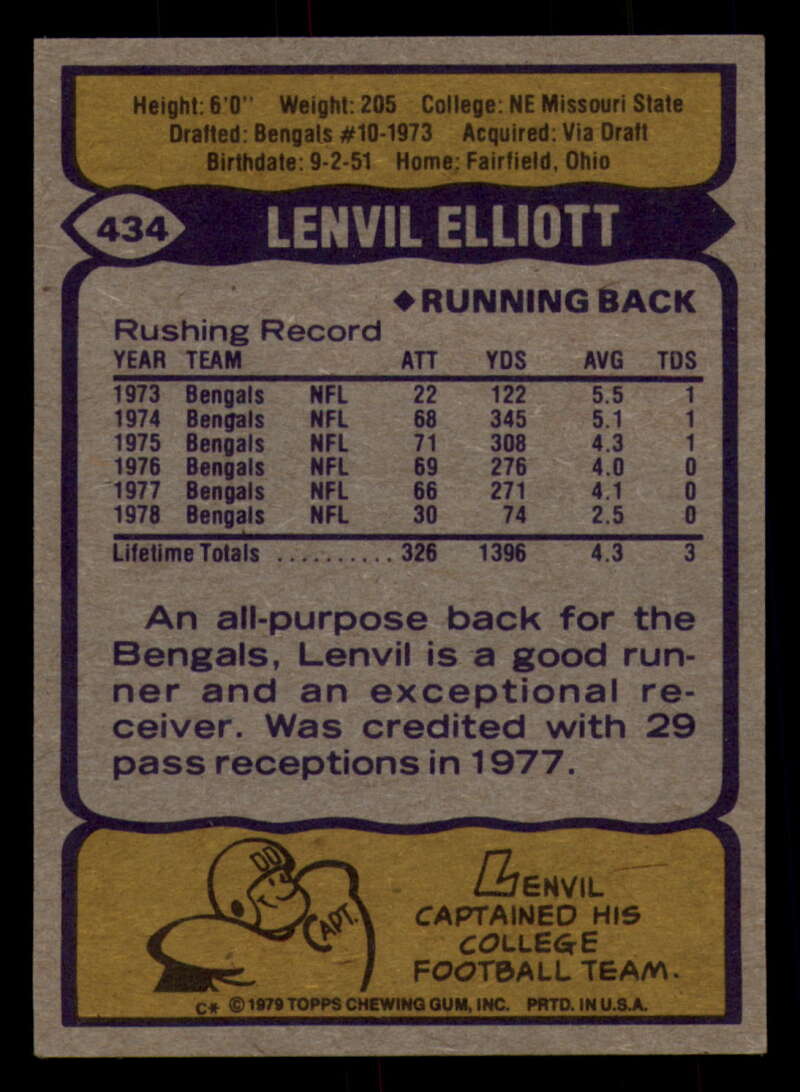 Height: 6'0" Weight: 205 College: NE Missouri State
Drafted: Bengals #10-1973 Acquired: Via Draft
Birthdate: 9-2-51 Home: Fairfield, Ohio
434 LENVIL ELLIOTT
◆RUNNING BACK
Rushing Record
YEAR TEAM ATT YDS AVG TDS
1973 Bengals NFL 22 122 5.5 1
1974 Bengals NFL 68 345 5.1 1
1975 Bengals NFL 71 308 4.3 1
1976 Bengals NFL 69 276 4.0 0
1977 Bengals NFL 66 271 4.1 0
1978 Bengals NFL 30 74 2.5 0
Lifetime Totals .......... 326 1396 4.3 3
An all-purpose back for the
Bengals, Lenvil is a good run-
ner and an exceptional re-
ceiver. Was credited with 29
pass receptions in 1977.
DO
CAPT.
LENVIL
CAPTAINED HIS
COLLEGE
FOOTBALL TEAM.
C* © 1979 TOPPS CHEWING GUM, INC. PRTD. IN U.S.A.